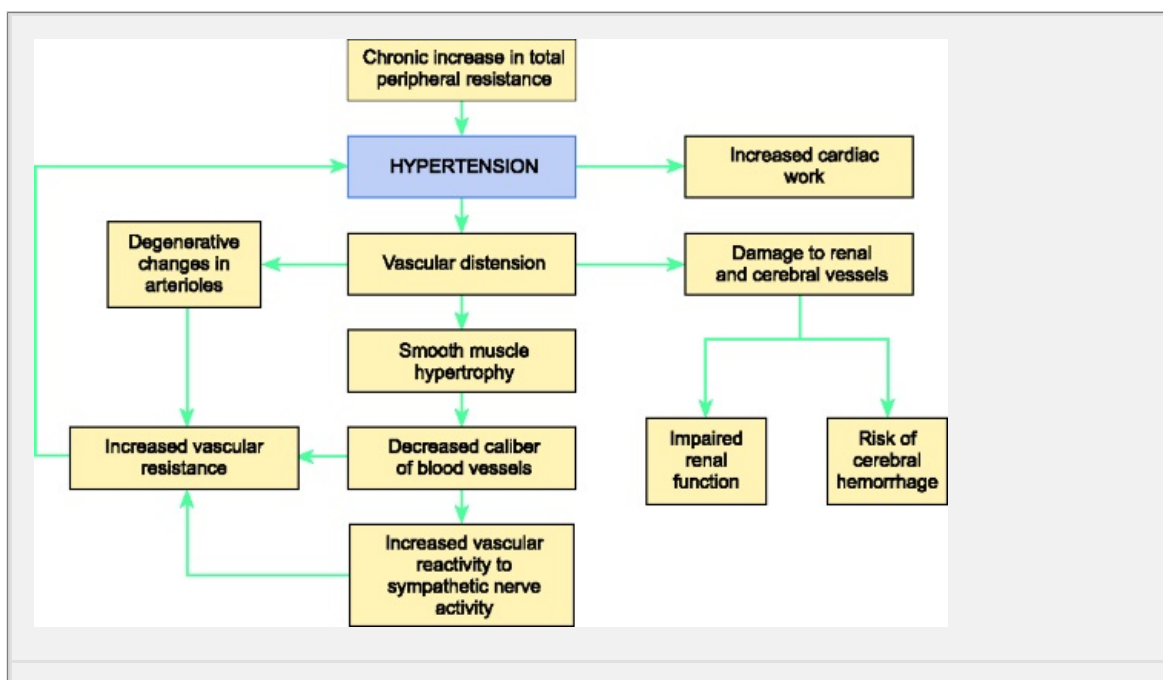 Chronic increase in total
peripheral resistance
HYPERTENSION
Increased cardiac
work
Degenerative
changes in
arterioles
Vascular distension
Damage to renal
and cerebral vessels
Smooth muscle
hypertrophy
Increased vascular
resistance
Decreased caliber
of blood vessels
Impaired
renal
function
Risk of
cerebral
hemorrhage
Increased vascular
reactivity to
sympathetic nerve
activity